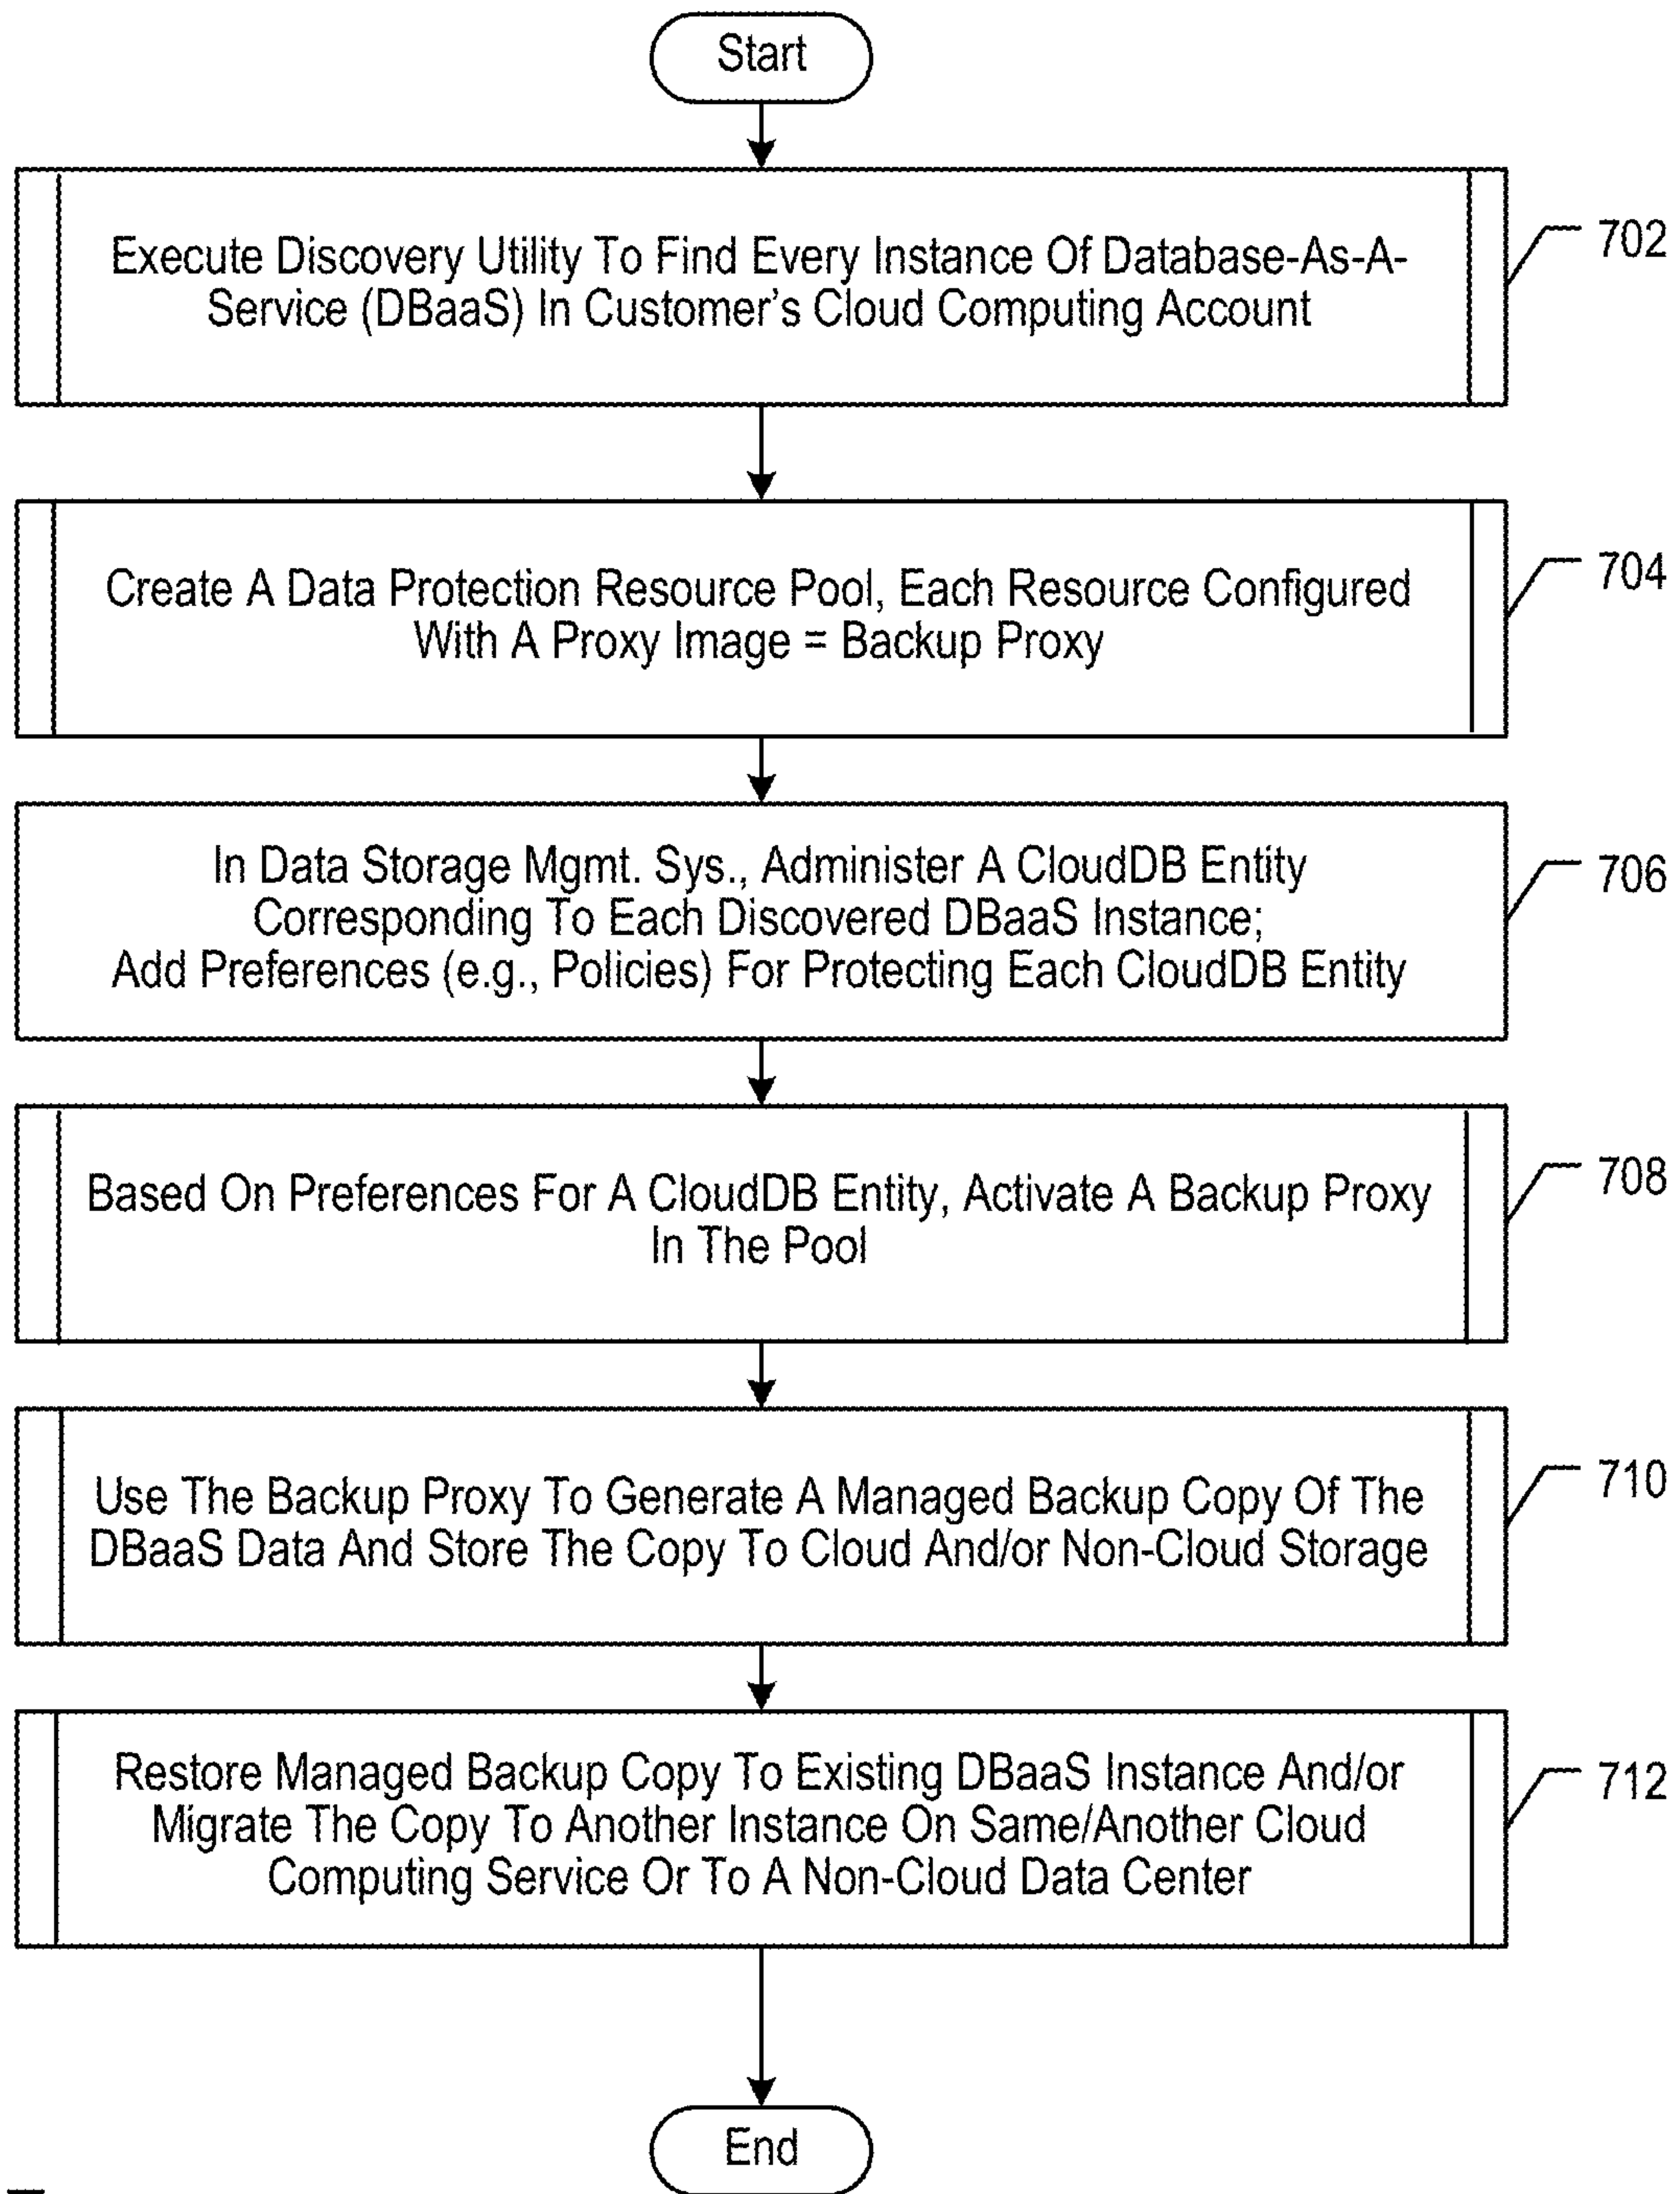 Start
Execute Discovery Utility To Find Every Instance Of Database-As-A-
Service (DBaaS) In Customer's Cloud Computing Account
702
Create A Data Protection Resource Pool, Each Resource Configured
With A Proxy Image = Backup Proxy
704
In Data Storage Mgmt. Sys., Administer A CloudDB Entity
Corresponding To Each Discovered DBaaS Instance;
Add Preferences (e.g., Policies) For Protecting Each CloudDB Entity
706
Based On Preferences For A CloudDB Entity, Activate A Backup Proxy
In The Pool
708
Use The Backup Proxy To Generate A Managed Backup Copy Of The
DBaaS Data And Store The Copy To Cloud And/or Non-Cloud Storage
710
Restore Managed Backup Copy To Existing DBaaS Instance And/or
Migrate The Copy To Another Instance On Same/Another Cloud
Computing Service Or To A Non-Cloud Data Center
712
End